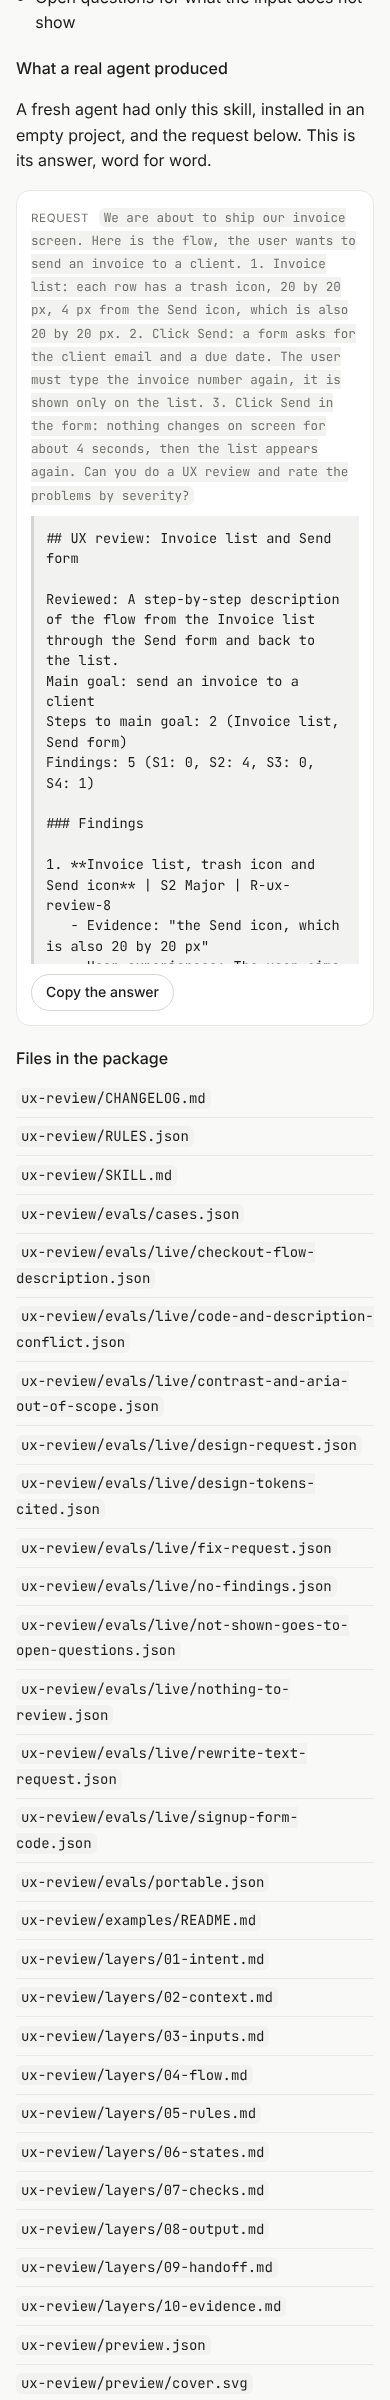 Open questions for what the input does not
show
What a real agent produced
A fresh agent had only this skill, installed in an
empty project, and the request below. This is
its answer, word for word.
REQUEST We are about to ship our invoice
screen. Here is the flow, the user wants to
send an invoice to a client. 1. Invoice
list: each row has a trash icon, 20 by 20
px, 4 px from the Send icon, which is also
20 by 20 px. 2. Click Send: a form asks for
the client email and a due date. The user
must type the invoice number again, it is
shown only on the list. 3. Click Send in
the form: nothing changes on screen for
about 4 seconds, then the list appears
again. Can you do a UX review and rate the
problems by severity?
## UX review: Invoice list and Send
form
Reviewed: A step-by-step description
of the flow from the Invoice list
through the Send form and back to
the list.
Main goal: send an invoice to a
client
Steps to main goal: 2 (Invoice list,
Send form)
Findings: 5 (S1: 0, S2: 4, S3: 0,
S4: 1)
### Findings
1. **Invoice list, trash icon and
Send icon** | S2 Major | R-ux-
review-8
- Evidence: "the Send icon, which
is also 20 by 20 px"
Copy the answer
Files in the package
ux-review/CHANGELOG.md
ux-review/RULES.json
ux-review/SKILL.md
ux-review/evals/cases.json
ux-review/evals/live/checkout-flow-
description.json
ux-review/evals/live/code-and-description-
conflict.json
ux-review/evals/live/contrast-and-aria-
out-of-scope.json
ux-review/evals/live/design-request.json
ux-review/evals/live/design-tokens-
cited.json
ux-review/evals/live/fix-request.json
ux-review/evals/live/no-findings.json
ux-review/evals/live/not-shown-goes-to-
open-questions.json
ux-review/evals/live/nothing-to-
review.json
ux-review/evals/live/rewrite-text-
request.json
ux-review/evals/live/signup-form-
code.json
ux-review/evals/portable.json
ux-review/examples/README.md
ux-review/layers/01-intent.md
ux-review/layers/02-context.md
ux-review/layers/03-inputs.md
ux-review/layers/04-flow.md
ux-review/layers/05-rules.md
ux-review/layers/06-states.md
ux-review/layers/07-checks.md
ux-review/layers/08-output.md
ux-review/layers/09-handoff.md
ux-review/layers/10-evidence.md
ux-review/preview.json
ux-review/preview/cover.svg